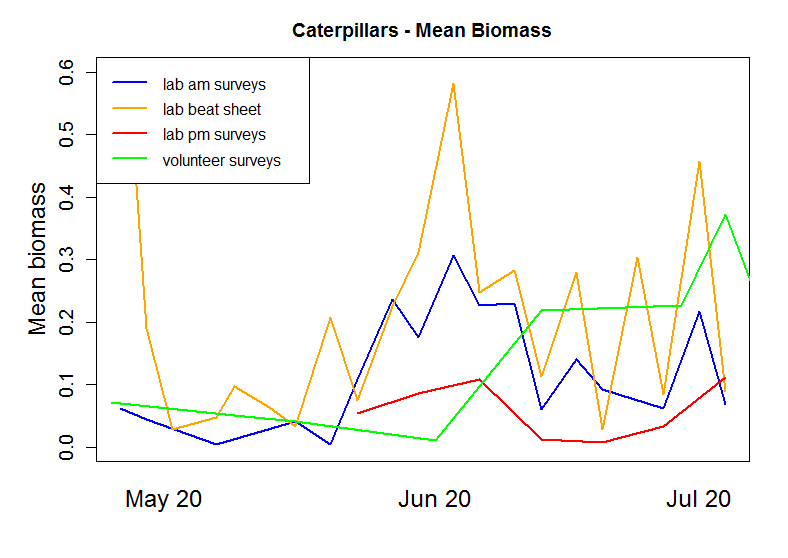 Caterpillars - Mean Biomass
lab am surveys
lab beat sheet
lab pm surveys
volunteer surveys
Mean biomass
0.6
0.5
0.4
0.3
0.2
0.1
0.0
May 20 Jun 20 Jul 20